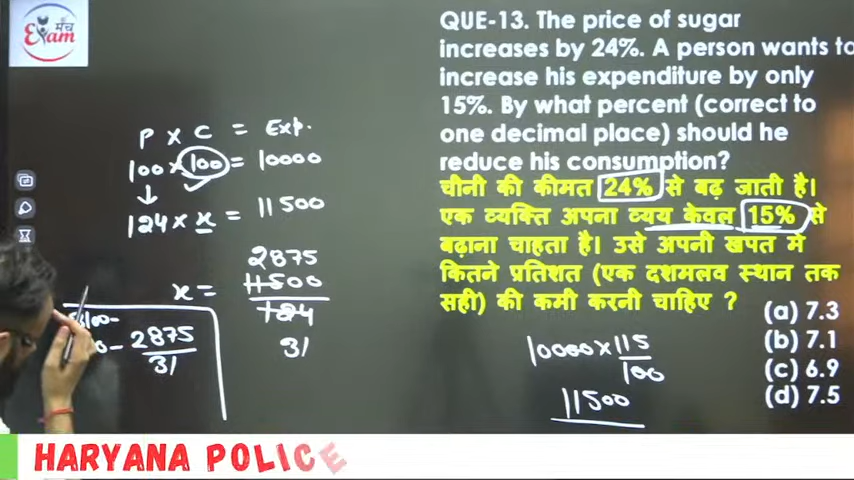 मंच
Exam
QUE-13. The price of sugar
increases by 24%. A person wants to
increase his expenditure by only
15%. By what percent (correct to
one decimal place) should he
reduce his consumption?
चीनी की कीमत 24% से बढ़ जाती है।
एक व्यक्ति अपना व्यय केवल 15% से
बढ़ाना चाहता है। उसे अपनी खपत में
कितने प्रतिशत (एक दशमलव स्थान तक
सही) की कमी करनी चाहिए ?
(a) 7.3
(b) 7.1
(c) 6.9
(d) 7.5
P × C = Exp.
100 × 100 = 10000
124 × x = 11500
x =
2875
11500
124
31
100-
- 2875
31
10000 × 115
100
11500
HARYANA POLICE